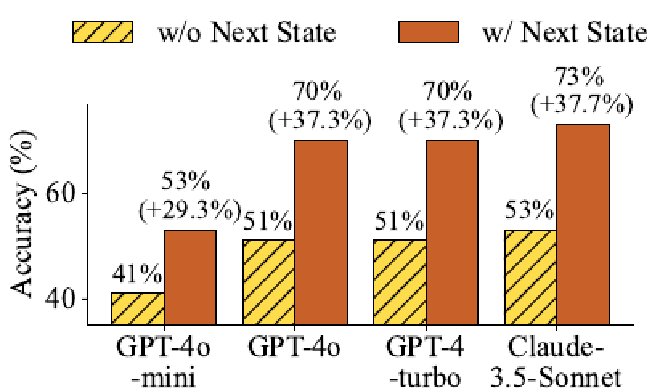 w/o Next State
w/ Next State
Accuracy (%)
60
40
41%
53%
(+29.3%)
51%
70%
(+37.3%)
51%
70%
(+37.3%)
53%
73%
(+37.7%)
GPT-4o
-mini
GPT-4o
GPT-4
-turbo
Claude-
3.5-Sonnet